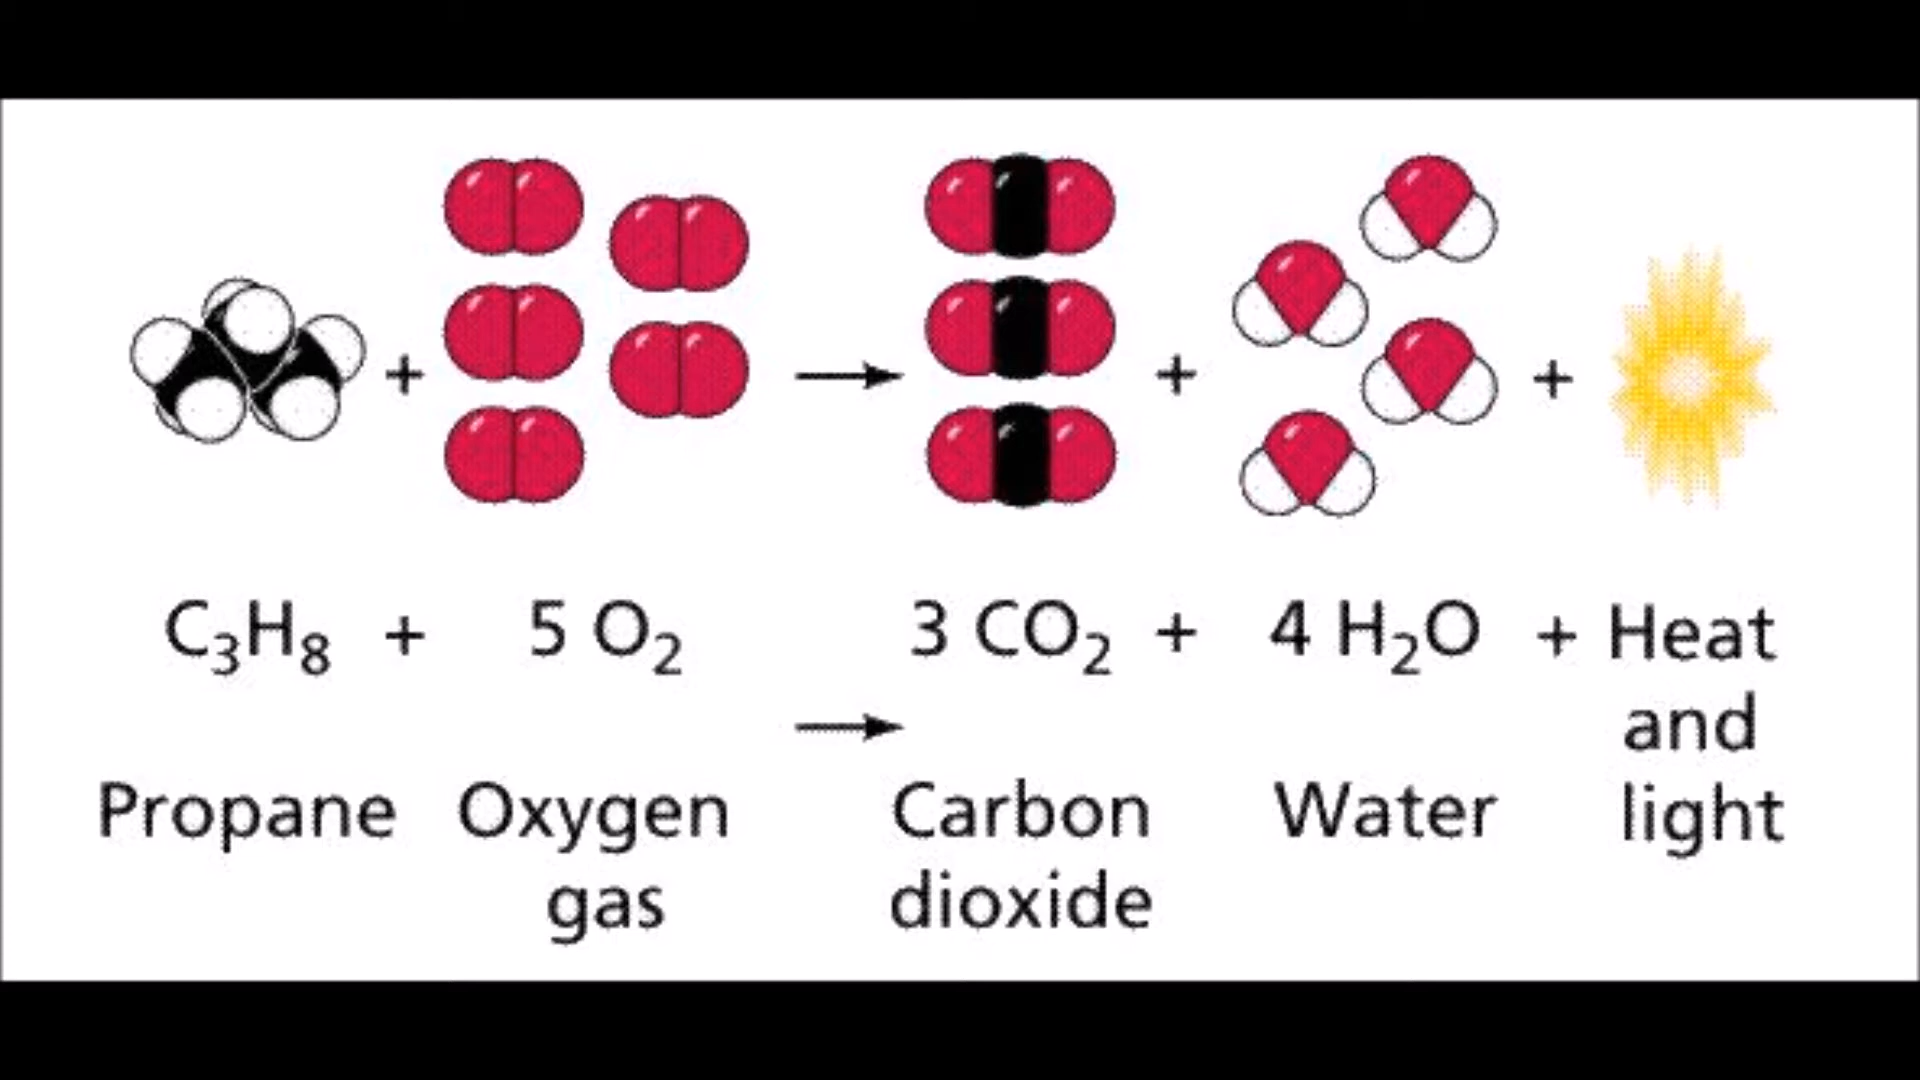 + → + +
C₃H₈ + 5 O₂ → 3 CO₂ + 4 H₂O + Heat and light
Propane Oxygen gas Carbon dioxide Water